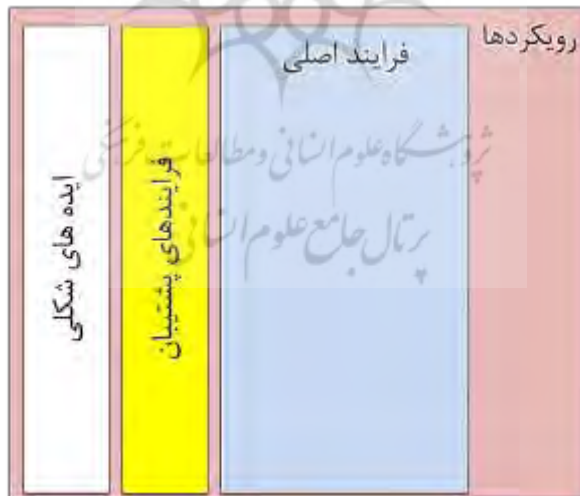 رویکردها
فرایند اصلی
فرایندهای پشتیبان
ایده های شکلی
پژوهشگاه علوم انسانی و مطالعات فرهنگی
پرتال جامع علوم انسانی